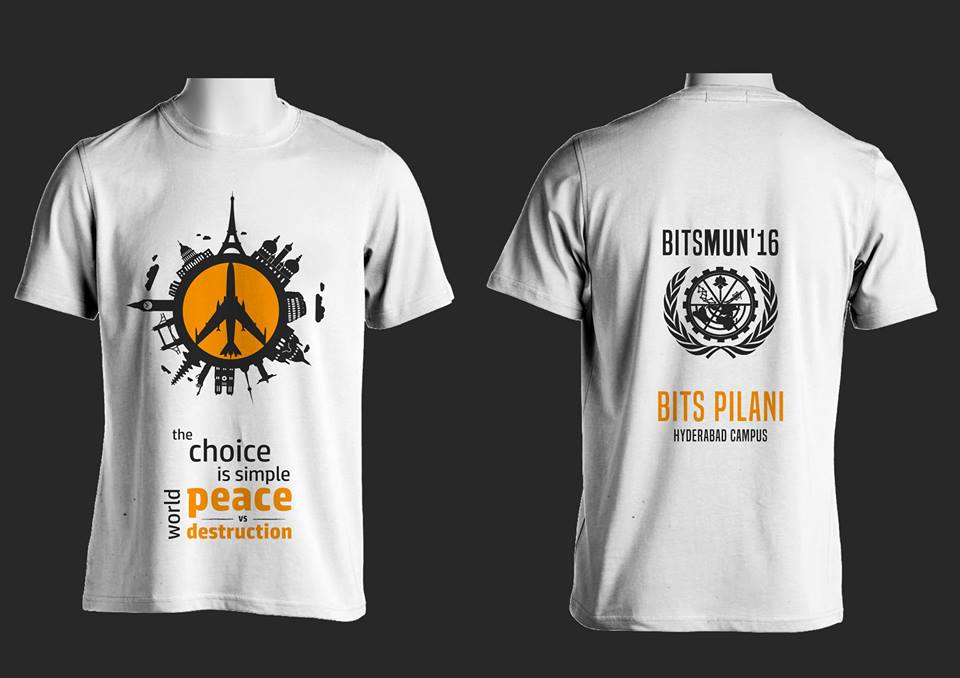 the
choice
is simple
world
peace
vs
destruction
BITSMUN'16
BITS PILANI
HYDERABAD CAMPUS